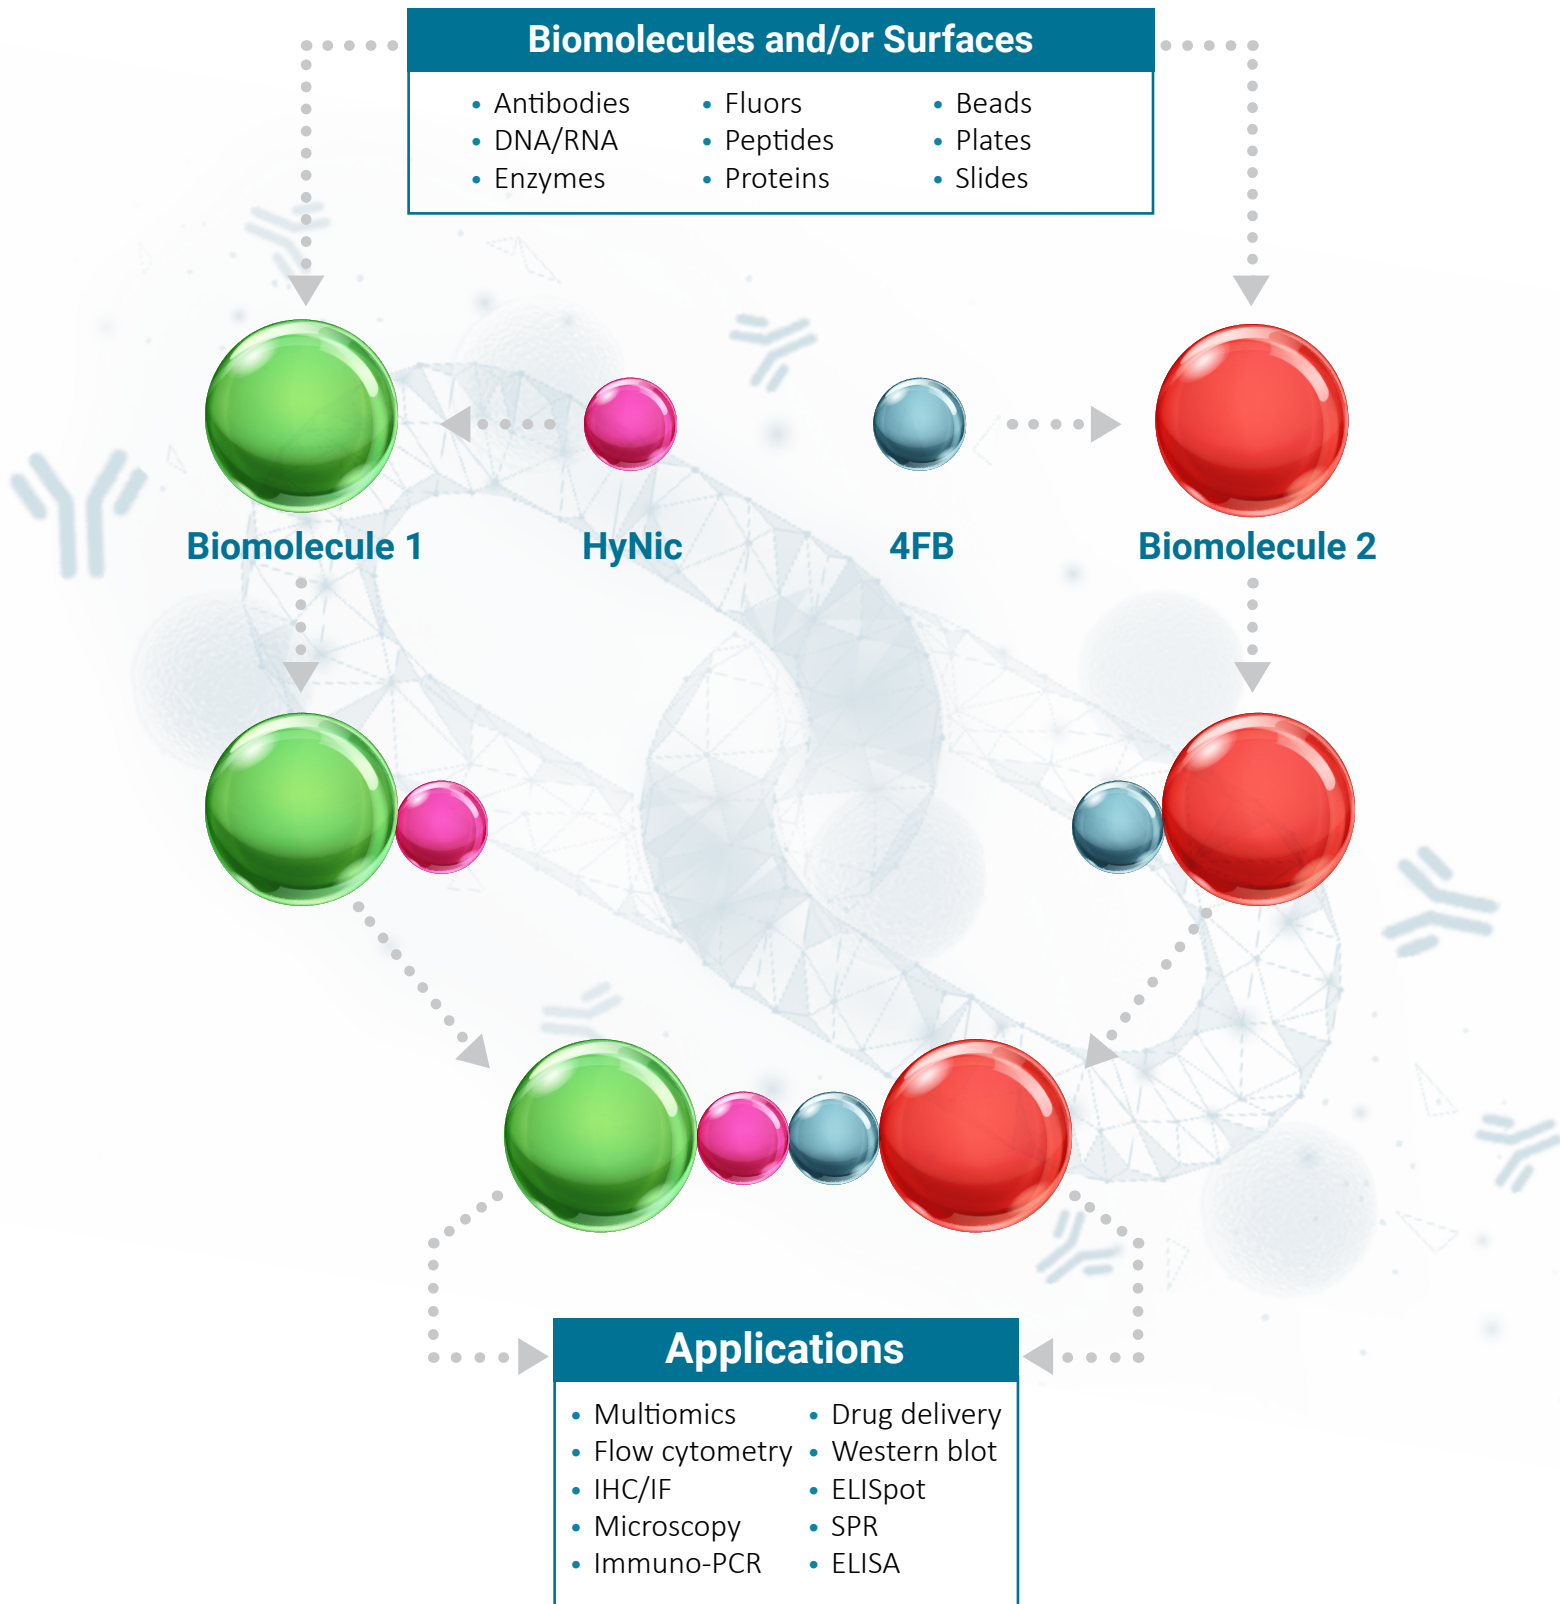 Biomolecules and/or Surfaces
• Antibodies • Fluors • Beads
• DNA/RNA • Peptides • Plates
• Enzymes • Proteins • Slides
Biomolecule 1 HyNic 4FB Biomolecule 2
Applications
• Multiomics • Drug delivery
• Flow cytometry • Western blot
• IHC/IF • ELISpot
• Microscopy • SPR
• Immuno-PCR • ELISA